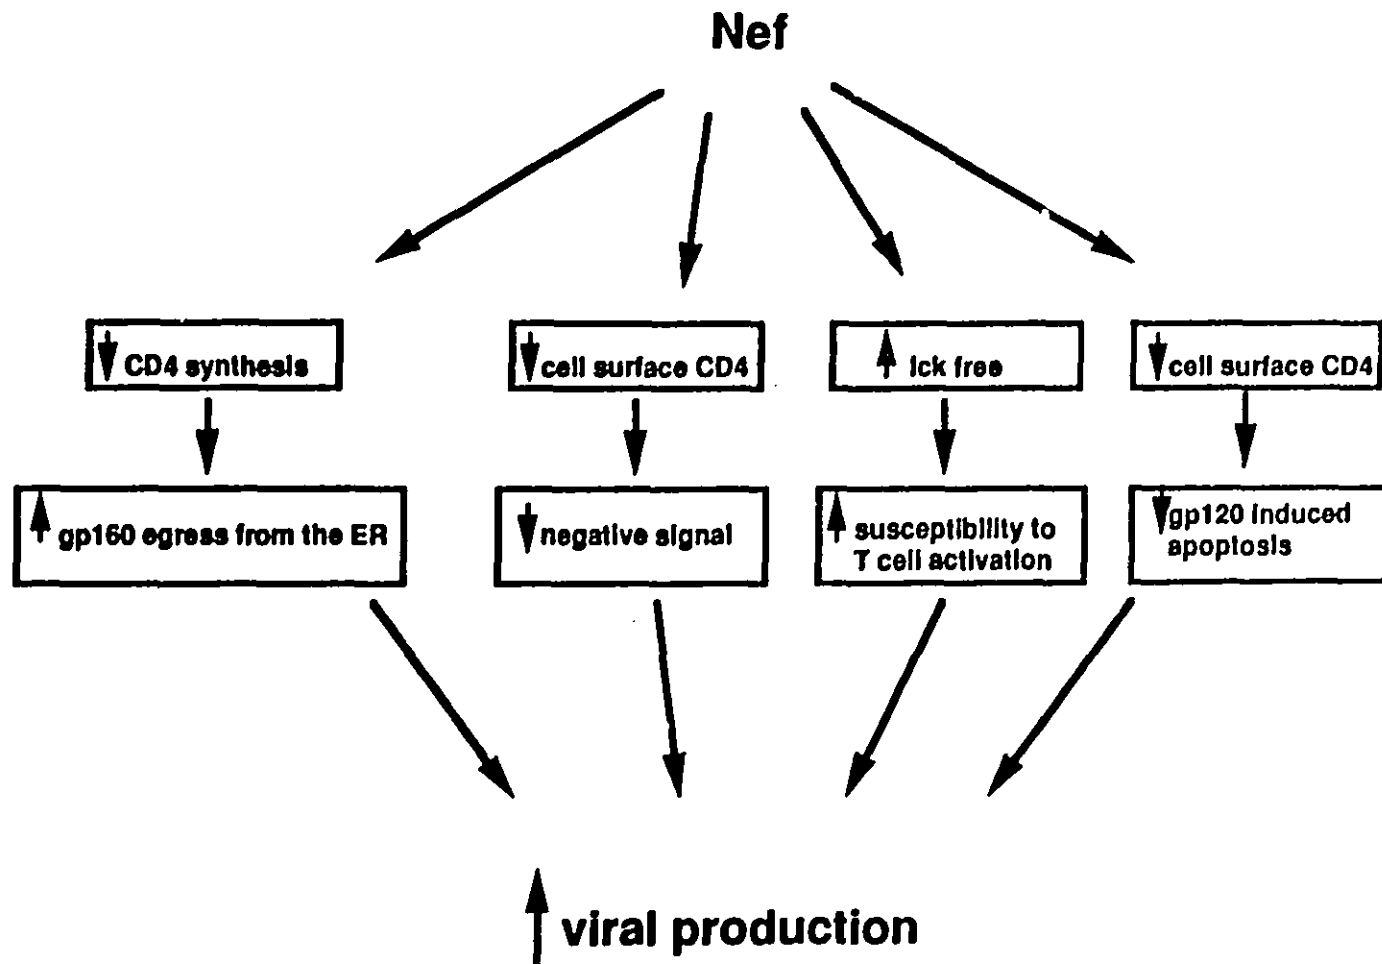 Nef
↓ CD4 synthesis
↓ cell surface CD4
↑ lck free
↓ cell surface CD4
↑ gp160 egress from the ER
↓ negative signal
↑ susceptibility to
T cell activation
↓ gp120 induced
apoptosis
↑ viral production